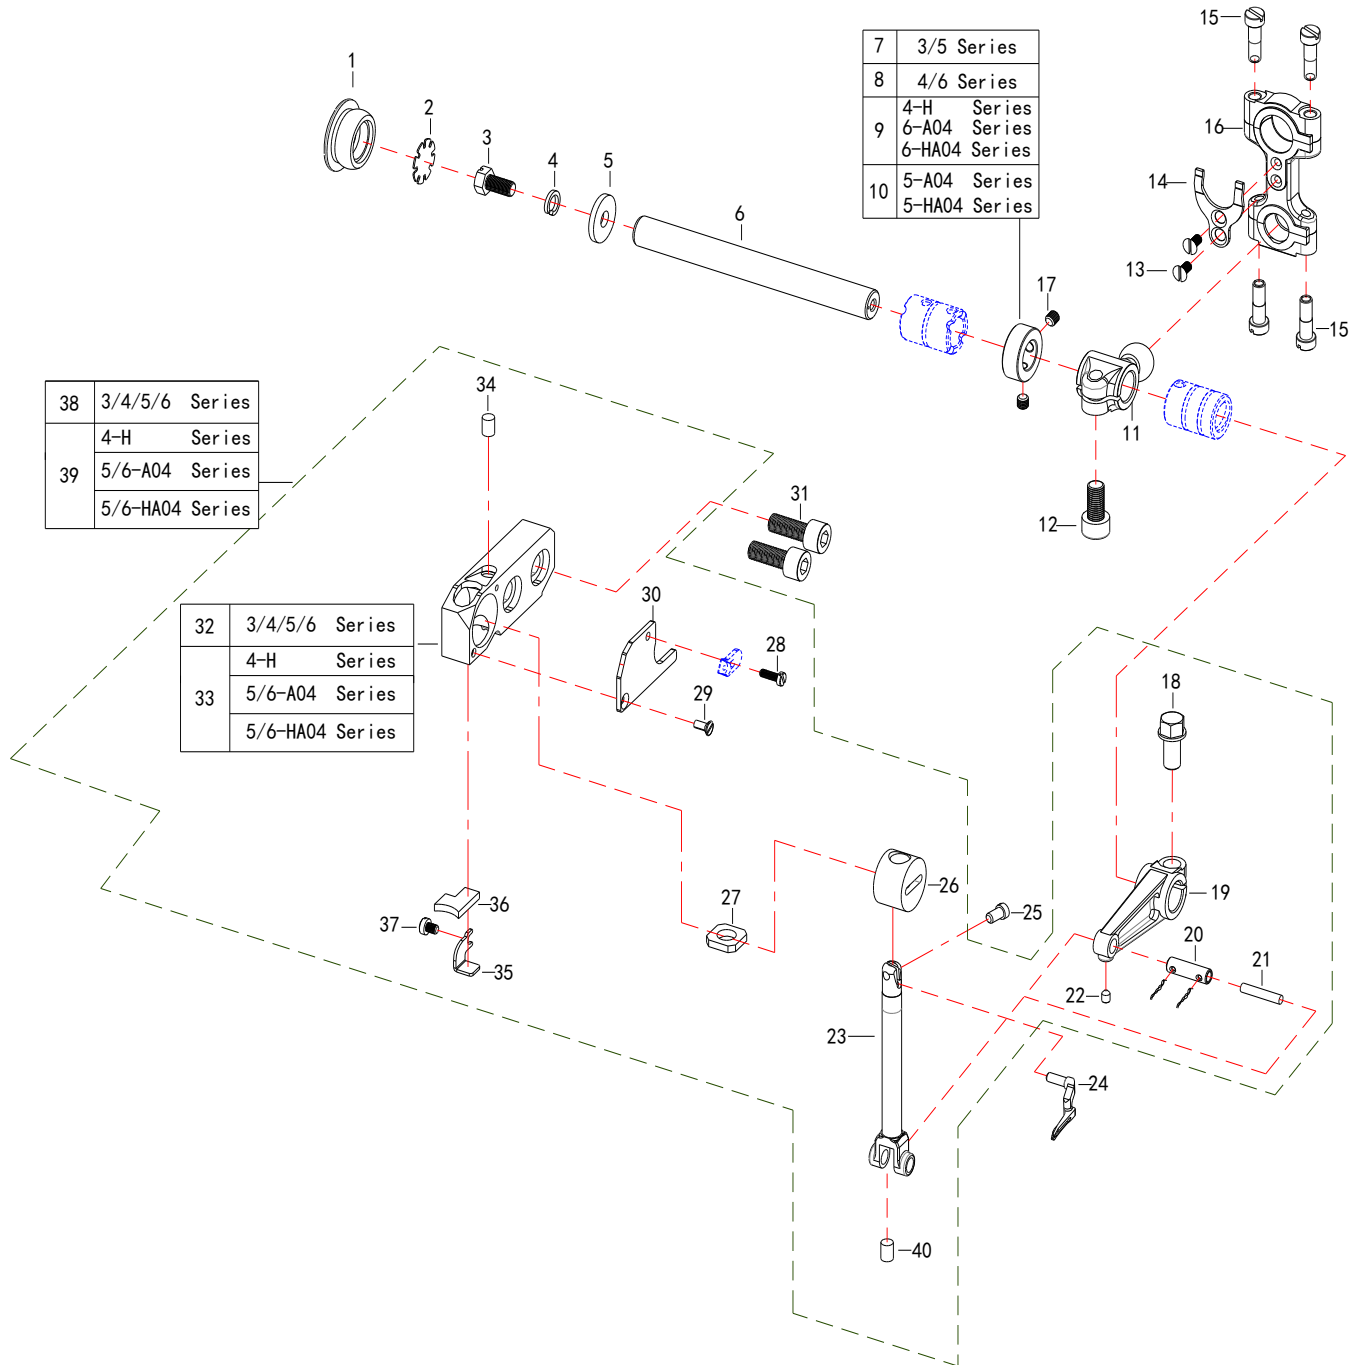 15
1
7 3/5 Series
8 4/6 Series
9 4-H Series
6-A04 Series
6-HA04 Series
10 5-A04 Series
5-HA04 Series
2
3
4
5
6
16
14
13
17
15
11
12
38 3/4/5/6 Series
39 4-H Series
5/6-A04 Series
5/6-HA04 Series
34
31
30
32 3/4/5/6 Series
33 4-H Series
5/6-A04 Series
5/6-HA04 Series
28
29
18
26
19
27
25
36
37
35
20
21
22
23
24
40